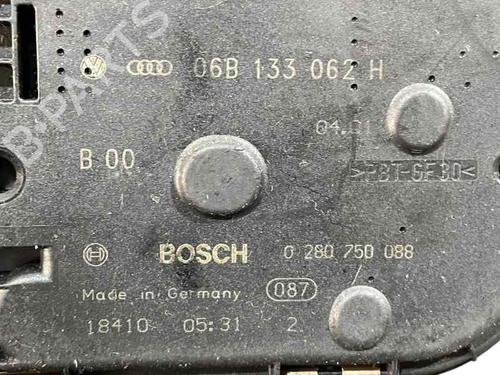 06B 133 062 H
04.01
B 00
>PBT-GF30<
BOSCH 0 280 750 088
Made in Germany 087
18410 05:31 2
B-PARTS